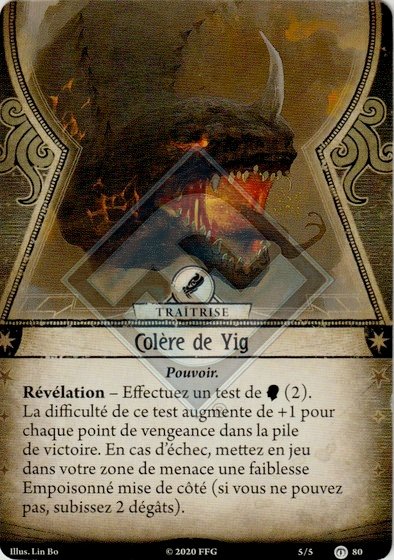 TRAÎTRISE
Colère de Yig
Pouvoir.
Révélation – Effectuez un test de (2).
La difficulté de ce test augmente de +1 pour
chaque point de vengeance dans la pile
de victoire. En cas d'échec, mettez en jeu
dans votre zone de menace une faiblesse
Empoisonné mise de côté (si vous ne pouvez
pas, subissez 2 dégâts).
Illus. Lin Bo © 2020 FFG 5/5 80